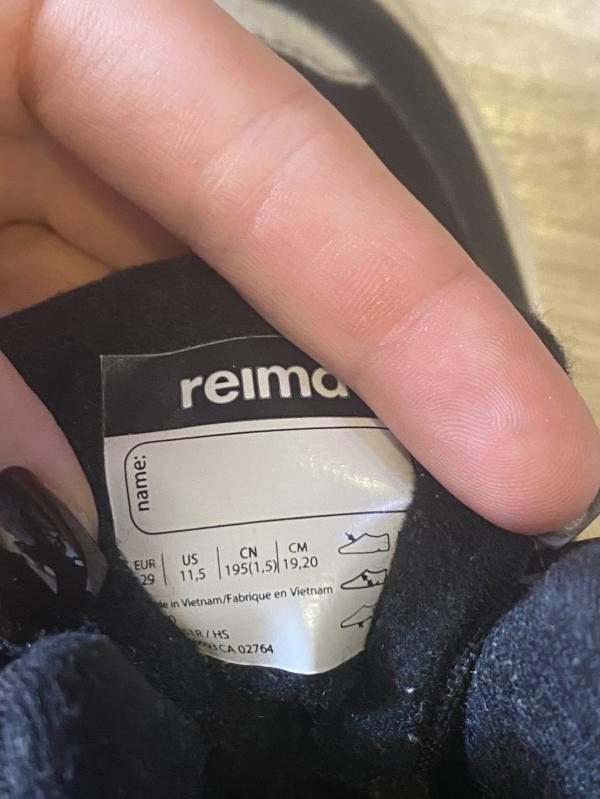 reima
name:
EUR US CN CM
29 11,5 195(1,5) 19,20
in Vietnam/Fabrique en Vietnam
/ HS
CA 02764